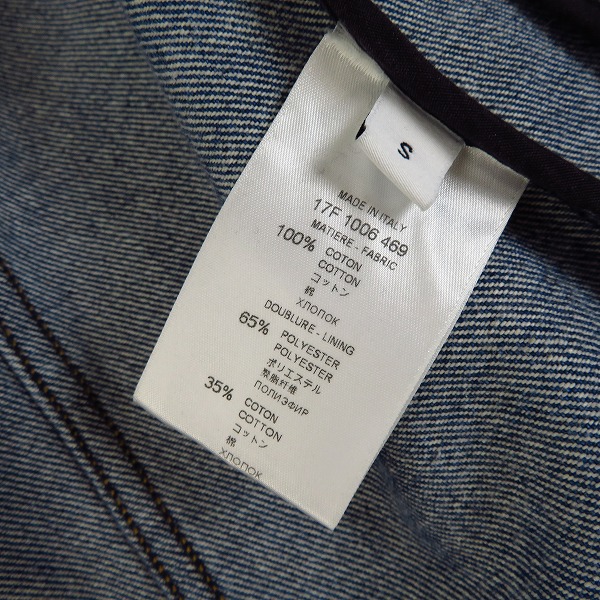 S
MADE IN ITALY
17F 1006 469
MATIERE - FABRIC
100% COTON
COTTON
コットン
棉
ХЛОПОК
DOUBLURE - LINING
65% POLYESTER
POLYESTER
ポリエステル
聚脂纤维
ПОЛИЭФИР
35% COTON
COTTON
コットン
棉
ХЛОПОК